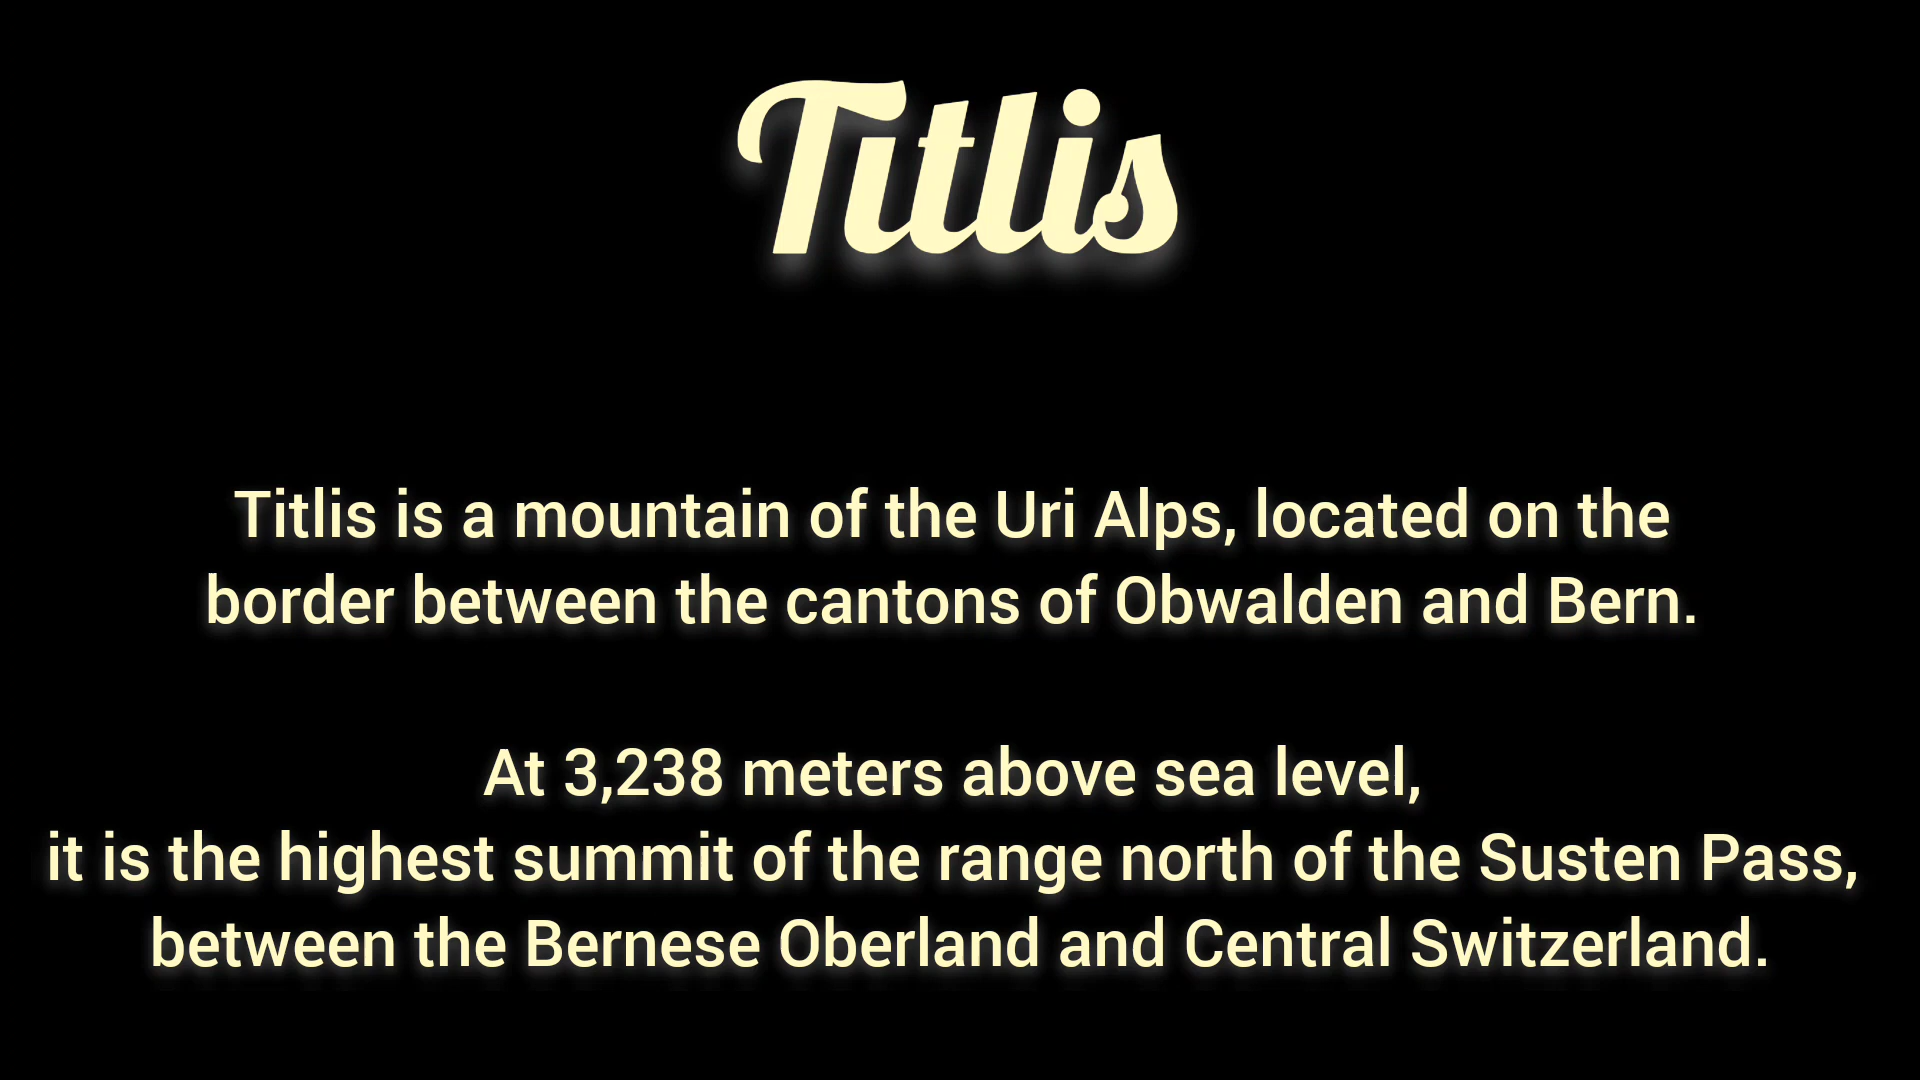 Titlis
Titlis is a mountain of the Uri Alps, located on the
border between the cantons of Obwalden and Bern.
At 3,238 meters above sea level,
it is the highest summit of the range north of the Susten Pass,
between the Bernese Oberland and Central Switzerland.